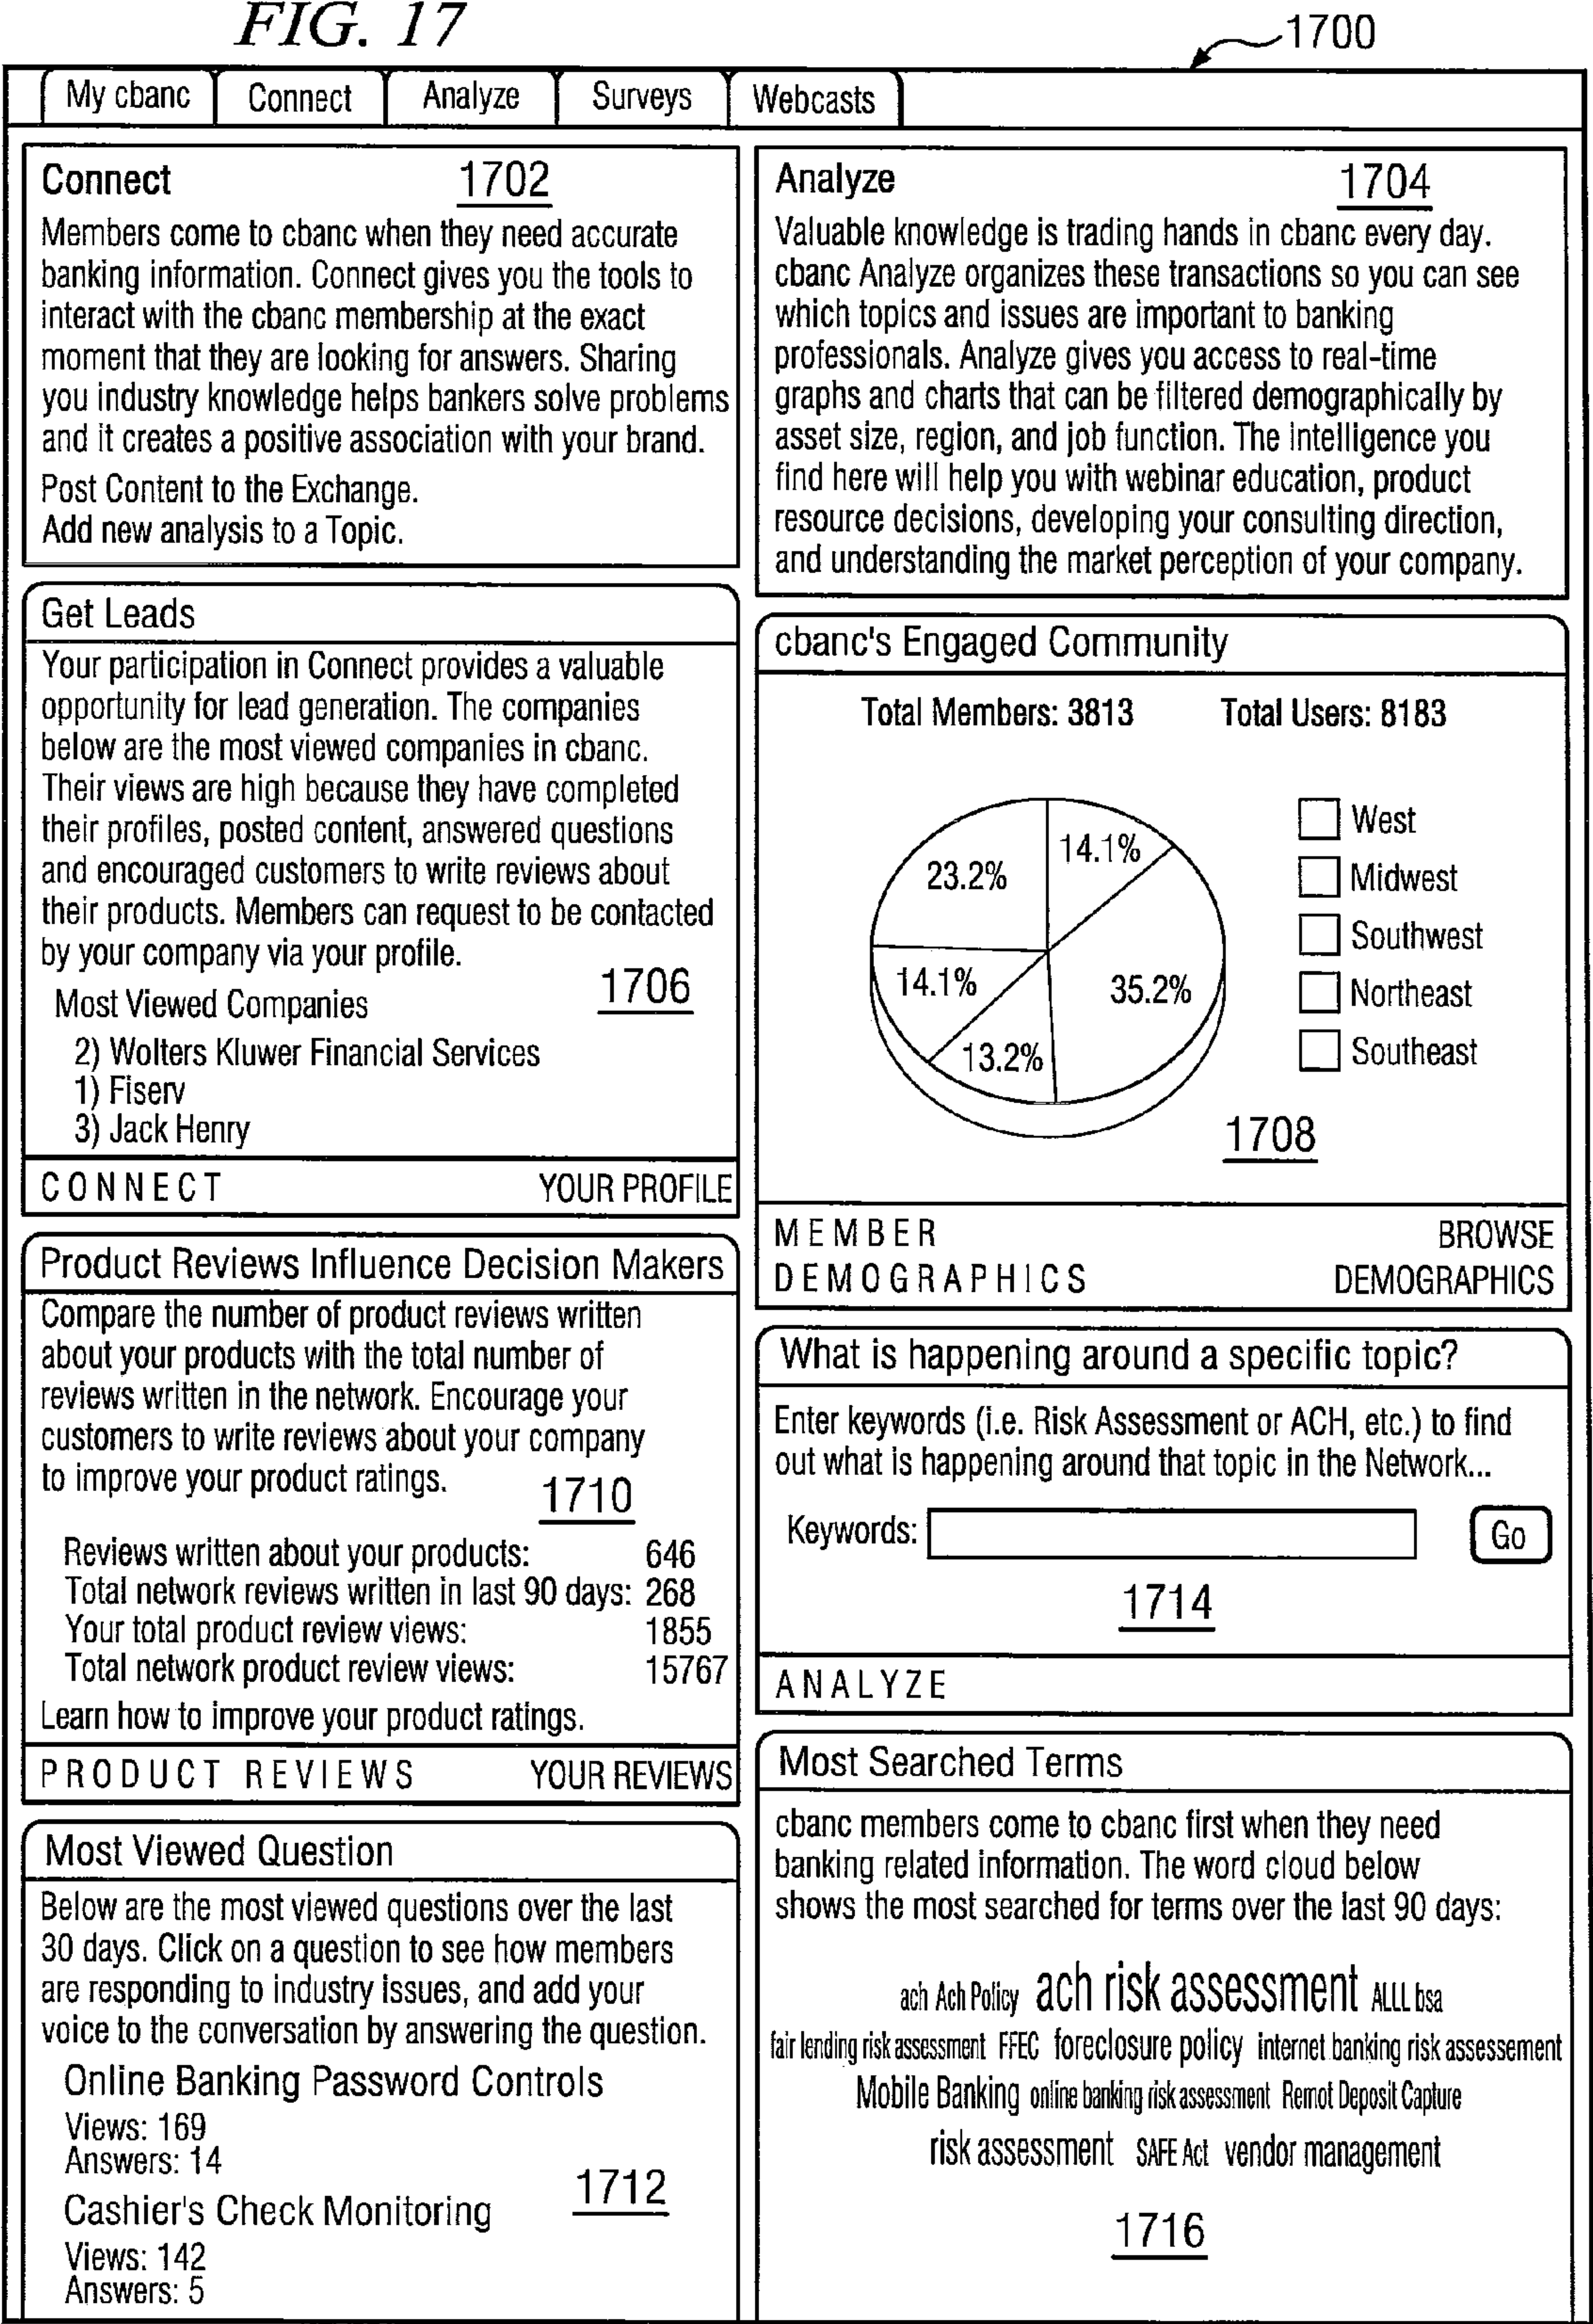 FIG. 17
1700
My cbanc
Connect
Analyze
Surveys
Webcasts
Connect 1702
Members come to cbanc when they need accurate
banking information. Connect gives you the tools to
interact with the cbanc membership at the exact
moment that they are looking for answers. Sharing
you industry knowledge helps bankers solve problems
and it creates a positive association with your brand.
Post Content to the Exchange.
Add new analysis to a Topic.
Get Leads
Your participation in Connect provides a valuable
opportunity for lead generation. The companies
below are the most viewed companies in cbanc.
Their views are high because they have completed
their profiles, posted content, answered questions
and encouraged customers to write reviews about
their products. Members can request to be contacted
by your company via your profile.
1706
Most Viewed Companies
2) Wolters Kluwer Financial Services
1) Fiserv
3) Jack Henry
CONNECT YOUR PROFILE
Product Reviews Influence Decision Makers
Compare the number of product reviews written
about your products with the total number of
reviews written in the network. Encourage your
customers to write reviews about your company
to improve your product ratings. 1710
Reviews written about your products: 646
Total network reviews written in last 90 days: 268
Your total product review views: 1855
Total network product review views: 15767
Learn how to improve your product ratings.
PRODUCT REVIEWS YOUR REVIEWS
Most Viewed Question
Below are the most viewed questions over the last
30 days. Click on a question to see how members
are responding to industry issues, and add your
voice to the conversation by answering the question.
Online Banking Password Controls
Views: 169
Answers: 14
1712
Cashier's Check Monitoring
Views: 142
Answers: 5
Analyze 1704
Valuable knowledge is trading hands in cbanc every day.
cbanc Analyze organizes these transactions so you can see
which topics and issues are important to banking
professionals. Analyze gives you access to real-time
graphs and charts that can be filtered demographically by
asset size, region, and job function. The intelligence you
find here will help you with webinar education, product
resource decisions, developing your consulting direction,
and understanding the market perception of your company.
cbanc's Engaged Community
Total Members: 3813 Total Users: 8183
23.2%
14.1%
35.2%
14.1%
13.2%
West
Midwest
Southwest
Northeast
Southeast
1708
MEMBER BROWSE
DEMOGRAPHICS DEMOGRAPHICS
What is happening around a specific topic?
Enter keywords (i.e. Risk Assessment or ACH, etc.) to find
out what is happening around that topic in the Network...
Keywords: Go
1714
ANALYZE
Most Searched Terms
cbanc members come to cbanc first when they need
banking related information. The word cloud below
shows the most searched for terms over the last 90 days:
ach Ach Policy ach risk assessment ALLL bsa
fair lending risk assessment FFEC foreclosure policy internet banking risk assessement
Mobile Banking online banking risk assessment Remot Deposit Capture
risk assessment SAFE Act vendor management
1716